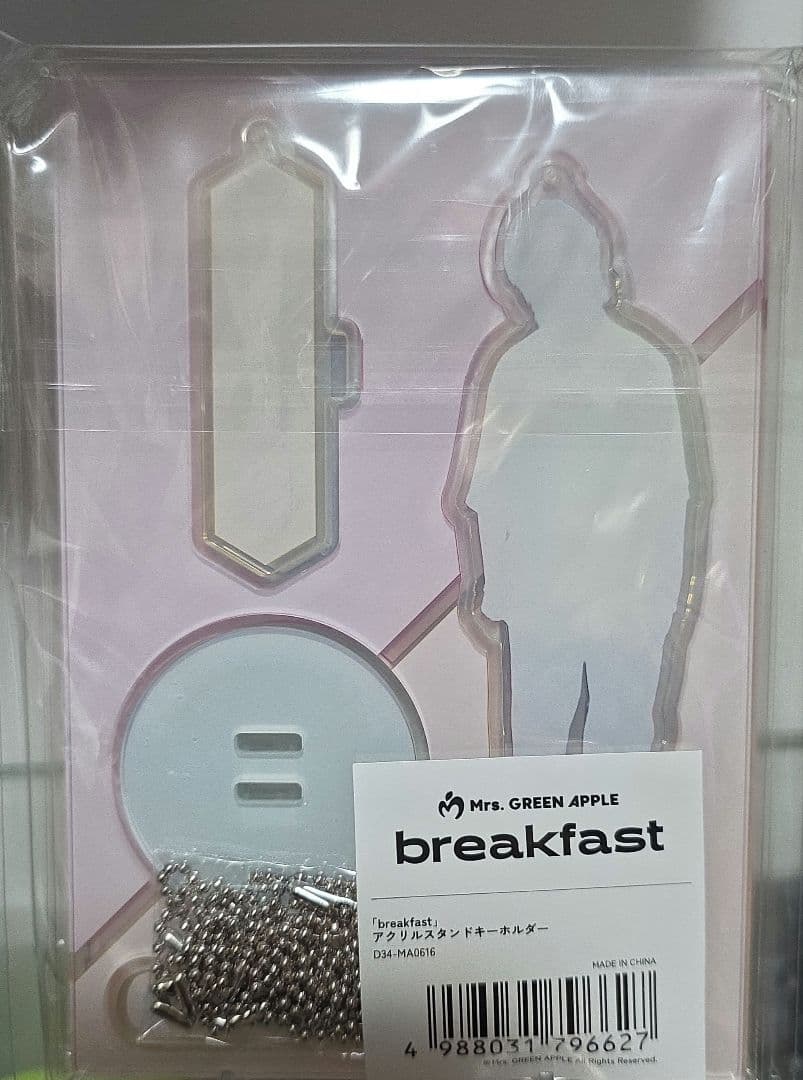 Mrs. GREEN APPLE
breakfast
「breakfast」
アクリルスタンドキーホルダー
D34-MA0616
MADE IN CHINA
4 988031 796627
©Mrs. GREEN APPLE All Rights Reserved.